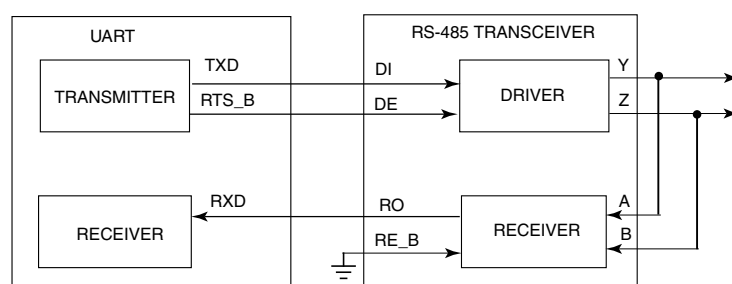 UART
RS-485 TRANSCEIVER
TXD
DI
Y
TRANSMITTER
DRIVER
RTS_B
DE
Z
RXD
RO
A
RECEIVER
RECEIVER
RE_B
B